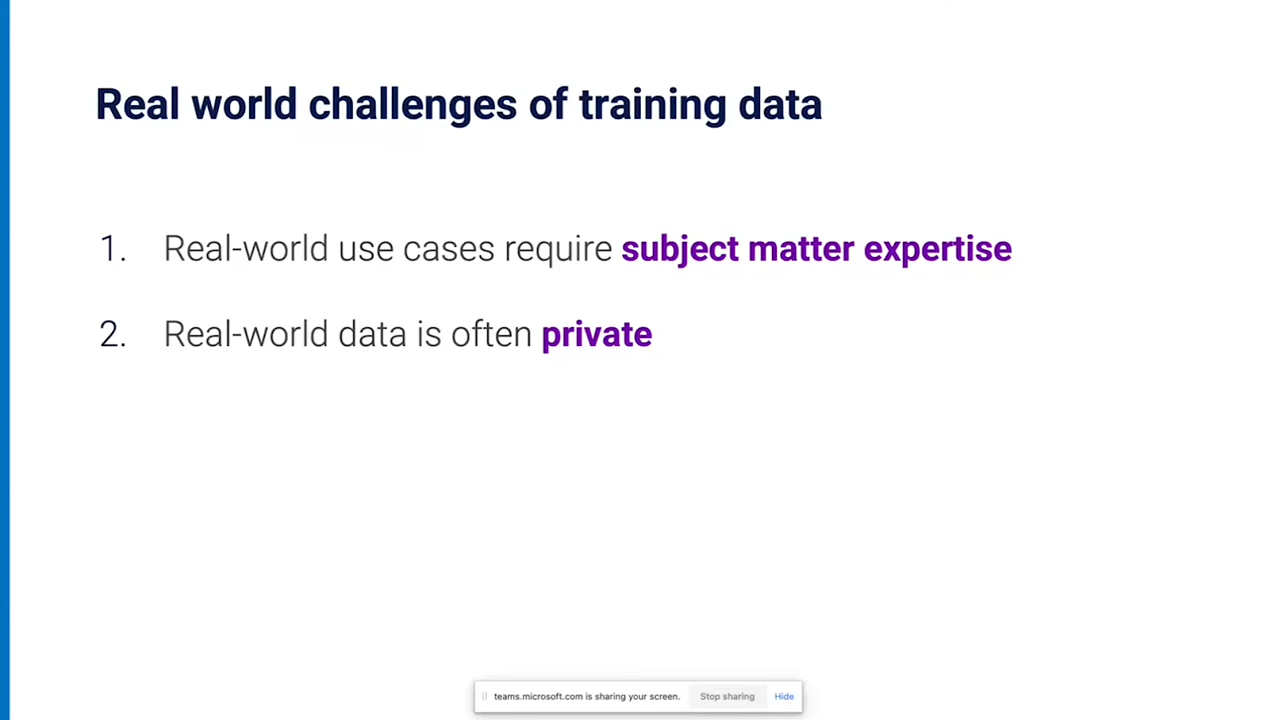 Real world challenges of training data
1. Real-world use cases require subject matter expertise
2. Real-world data is often private
teams.microsoft.com is sharing your screen. Stop sharing Hide